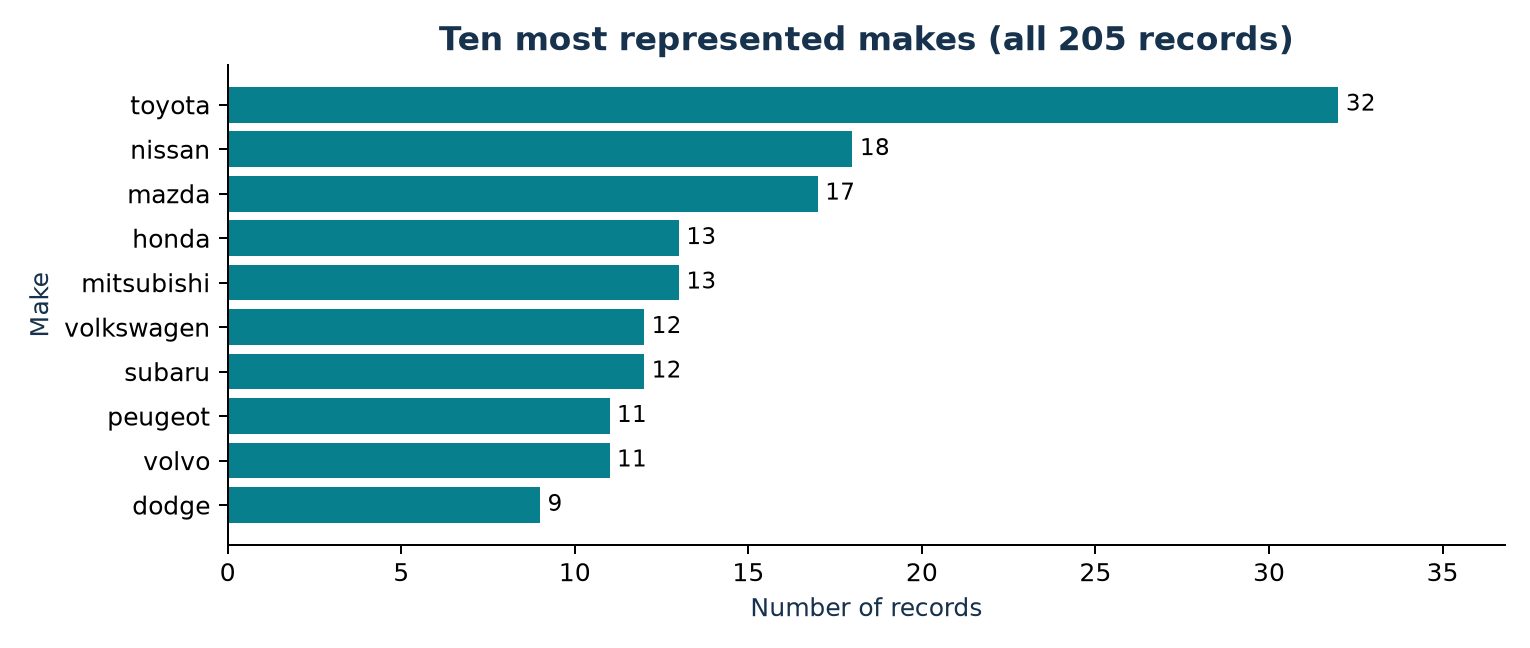 Ten most represented makes (all 205 records)
toyota 32
nissan 18
mazda 17
honda 13
mitsubishi 13
volkswagen 12
subaru 12
peugeot 11
volvo 11
dodge 9
Make
0 5 10 15 20 25 30 35
Number of records